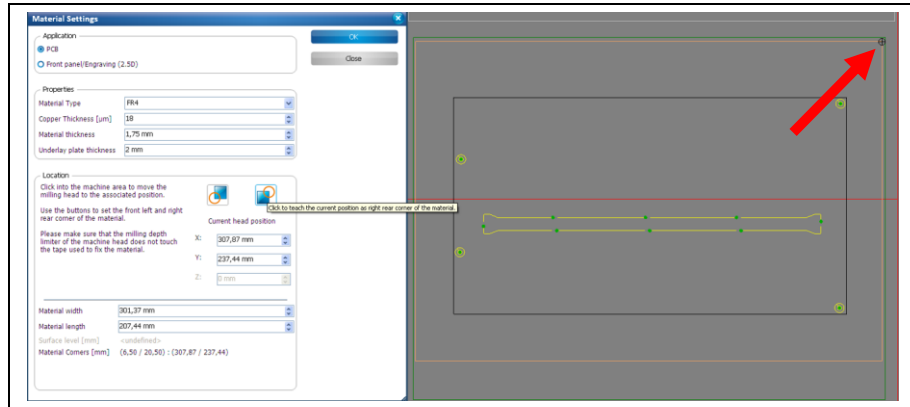 Material Settings
Application
PCB
Front panel/Engraving (2.5D)
OK
Close
Properties
Material Type FR4
Copper Thickness [µm] 18
Material thickness 1,75 mm
Underlay plate thickness 2 mm
Location
Click into the machine area to move the
milling head to the associated position.
Use the buttons to set the front left and right
rear corner of the material.
Please make sure that the milling depth
limiter of the machine head does not touch
the tape used to fix the material.
Click to teach the current position as right rear corner of the material.
Current head position
X: 307,87 mm
Y: 237,44 mm
Z: 0 mm
Material width 301,37 mm
Material length 207,44 mm
Surface level [mm] <undefined>
Material Corners [mm] (6,50 / 20,50) : (307,87 / 237,44)